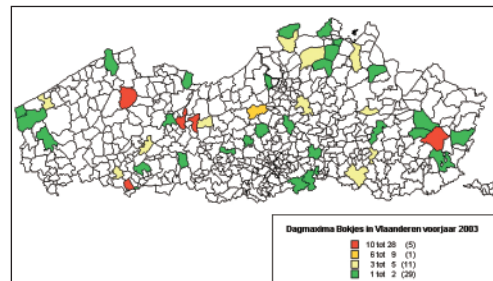 Dagmaxima Bokjes in Vlaanderen voorjaar 2003
10 tot 28 (5)
6 tot 9 (1)
3 tot 5 (11)
1 tot 2 (29)